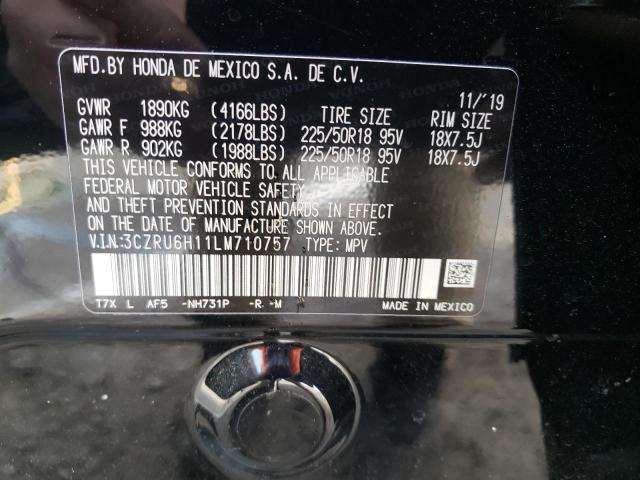 MFD.BY HONDA DE MEXICO S.A. DE C.V.
11/'19
GVWR 1890KG (4166LBS) TIRE SIZE RIM SIZE
GAWR F 988KG (2178LBS) 225/50R18 95V 18X7.5J
GAWR R 902KG (1988LBS) 225/50R18 95V 18X7.5J
THIS VEHICLE CONFORMS TO ALL APPLICABLE
FEDERAL MOTOR VEHICLE SAFETY
AND THEFT PREVENTION STANDARDS IN EFFECT
ON THE DATE OF MANUFACTURE SHOWN ABOVE.
V.I.N.:3CZRU6H11LM710757 TYPE: MPV
T7X L AF5 -NH731P -R. -M MADE IN MEXICO